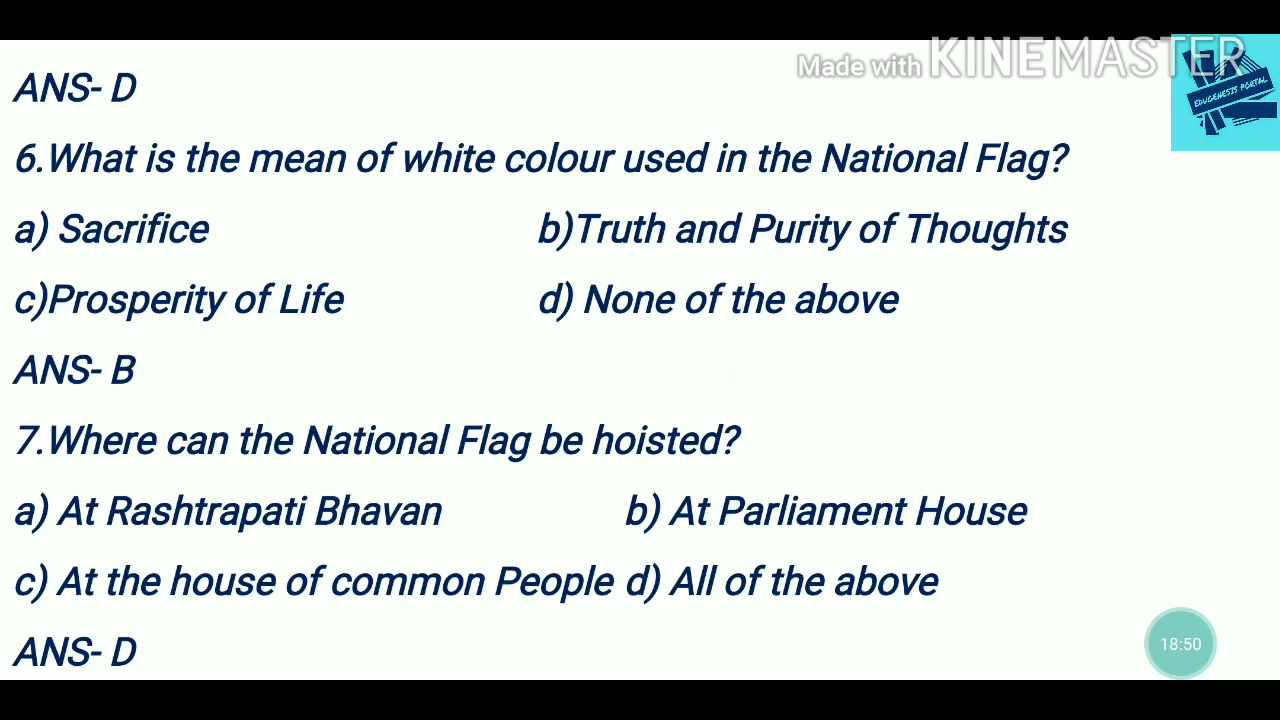 Made with KINEMASTER
EDUGENESIS PORTAL
ANS- D
6.What is the mean of white colour used in the National Flag?
a) Sacrifice b)Truth and Purity of Thoughts
c)Prosperity of Life d) None of the above
ANS- B
7.Where can the National Flag be hoisted?
a) At Rashtrapati Bhavan b) At Parliament House
c) At the house of common People d) All of the above
ANS- D
18:50